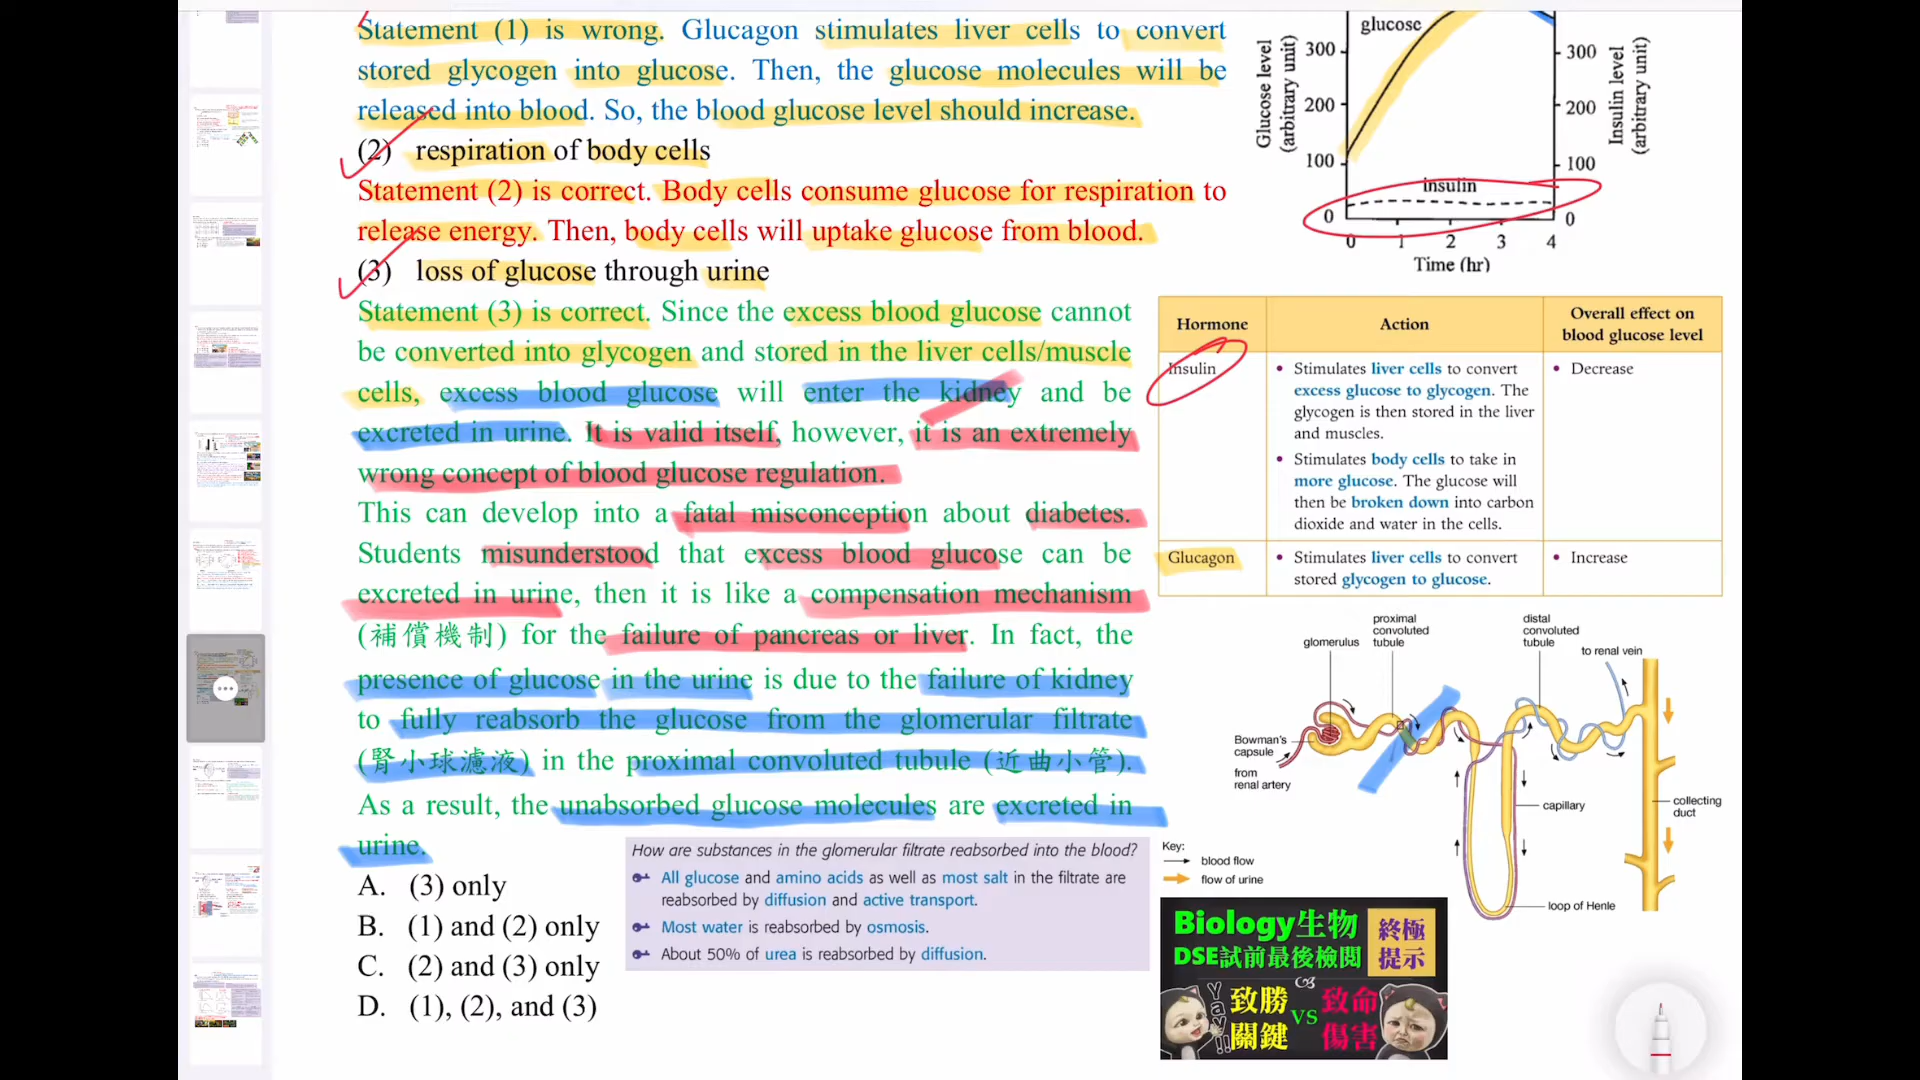 Statement (1) is wrong. Glucagon stimulates liver cells to convert
stored glycogen into glucose. Then, the glucose molecules will be
released into blood. So, the blood glucose level should increase.
(2) respiration of body cells
Statement (2) is correct. Body cells consume glucose for respiration to
release energy. Then, body cells will uptake glucose from blood.
(3) loss of glucose through urine
Statement (3) is correct. Since the excess blood glucose cannot
be converted into glycogen and stored in the liver cells/muscle
cells, excess blood glucose will enter the kidney and be
excreted in urine. It is valid itself, however, it is an extremely
wrong concept of blood glucose regulation.
This can develop into a fatal misconception about diabetes.
Students misunderstood that excess blood glucose can be
excreted in urine, then it is like a compensation mechanism
(補償機制) for the failure of pancreas or liver. In fact, the
presence of glucose in the urine is due to the failure of kidney
to fully reabsorb the glucose from the glomerular filtrate
(腎小球濾液) in the proximal convoluted tubule (近曲小管).
As a result, the unabsorbed glucose molecules are excreted in
urine.
A. (3) only
B. (1) and (2) only
C. (2) and (3) only
D. (1), (2), and (3)
How are substances in the glomerular filtrate reabsorbed into the blood?
All glucose and amino acids as well as most salt in the filtrate are
reabsorbed by diffusion and active transport.
Most water is reabsorbed by osmosis.
About 50% of urea is reabsorbed by diffusion.
glucose
Glucose level
(arbitrary unit)
300
200
100
0
insulin
300
200
100
0
Insulin level
(arbitrary unit)
0 1 2 3 4
Time (hr)
Hormone
Action
Overall effect on
blood glucose level
Insulin
• Stimulates liver cells to convert
excess glucose to glycogen. The
glycogen is then stored in the liver
and muscles.
• Stimulates body cells to take in
more glucose. The glucose will
then be broken down into carbon
dioxide and water in the cells.
• Decrease
Glucagon
• Stimulates liver cells to convert
stored glycogen to glucose.
• Increase
glomerulus
proximal
convoluted
tubule
distal
convoluted
tubule
to renal vein
Bowman's
capsule
from
renal artery
capillary
collecting
duct
loop of Henle
Key:
blood flow
flow of urine
Biology生物
DSE試前最後檢閱
終極
提示
Yay!!
致勝
關鍵
VS
致命
傷害